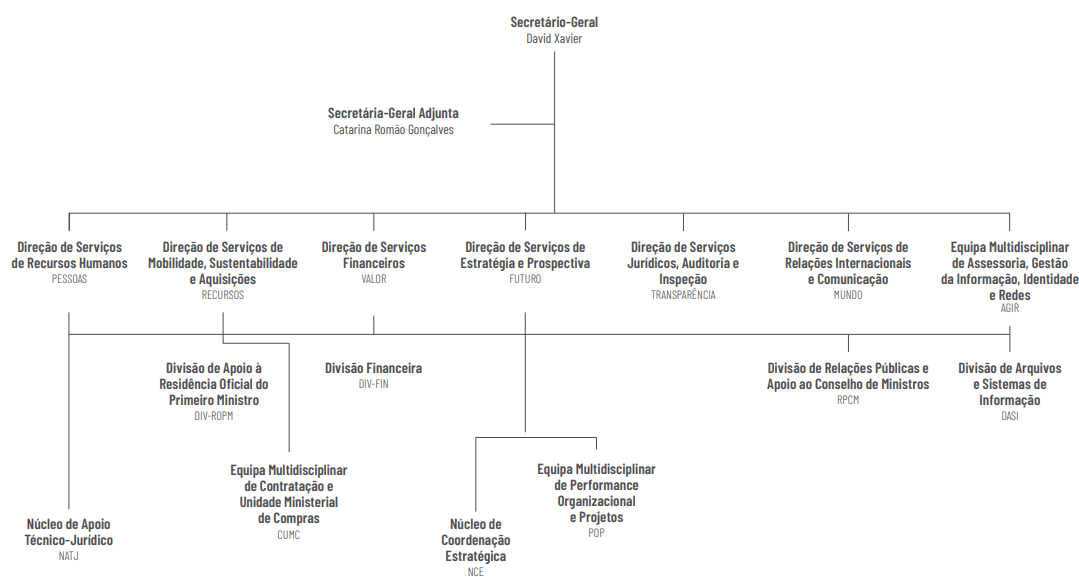 Secretário-Geral
David Xavier
Secretária-Geral Adjunta
Catarina Romão Gonçalves
Direção de Serviços
de Recursos Humanos
PESSOAS
Direção de Serviços de
Mobilidade, Sustentabilidade
e Aquisições
RECURSOS
Direção de Serviços
Financeiros
VALOR
Direção de Serviços de
Estratégia e Prospectiva
FUTURO
Direção de Serviços
Jurídicos, Auditoria e
Inspeção
TRANSPARÊNCIA
Direção de Serviços de
Relações Internacionais
e Comunicação
MUNDO
Equipa Multidisciplinar
de Assessoria, Gestão
da Informação, Identidade
e Redes
AGIR
Divisão de Apoio à
Residência Oficial do
Primeiro Ministro
DIV-ROPM
Divisão Financeira
DIV-FIN
Divisão de Relações Públicas e
Apoio ao Conselho de Ministros
RPCM
Divisão de Arquivos
e Sistemas de
Informação
DASI
Equipa Multidisciplinar
de Contratação e
Unidade Ministerial
de Compras
CUMC
Equipa Multidisciplinar
de Performance
Organizacional
e Projetos
POP
Núcleo de Apoio
Técnico-Jurídico
NATJ
Núcleo de
Coordenação
Estratégica
NCE